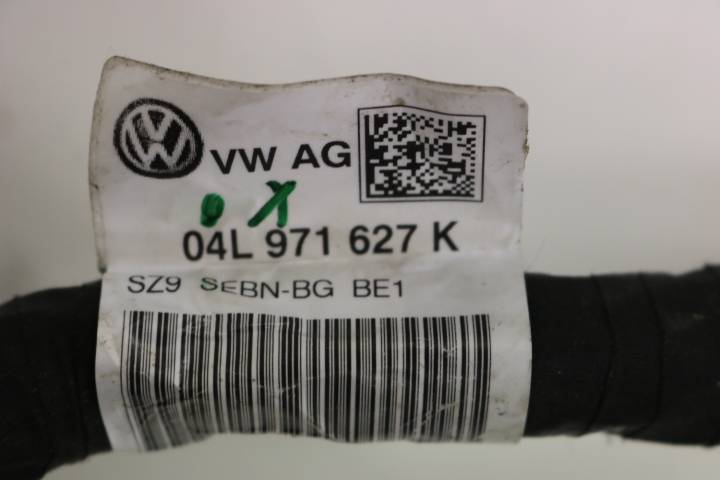 VW AG
04L 971 627 K
SZ9 SEBN-BG BE1